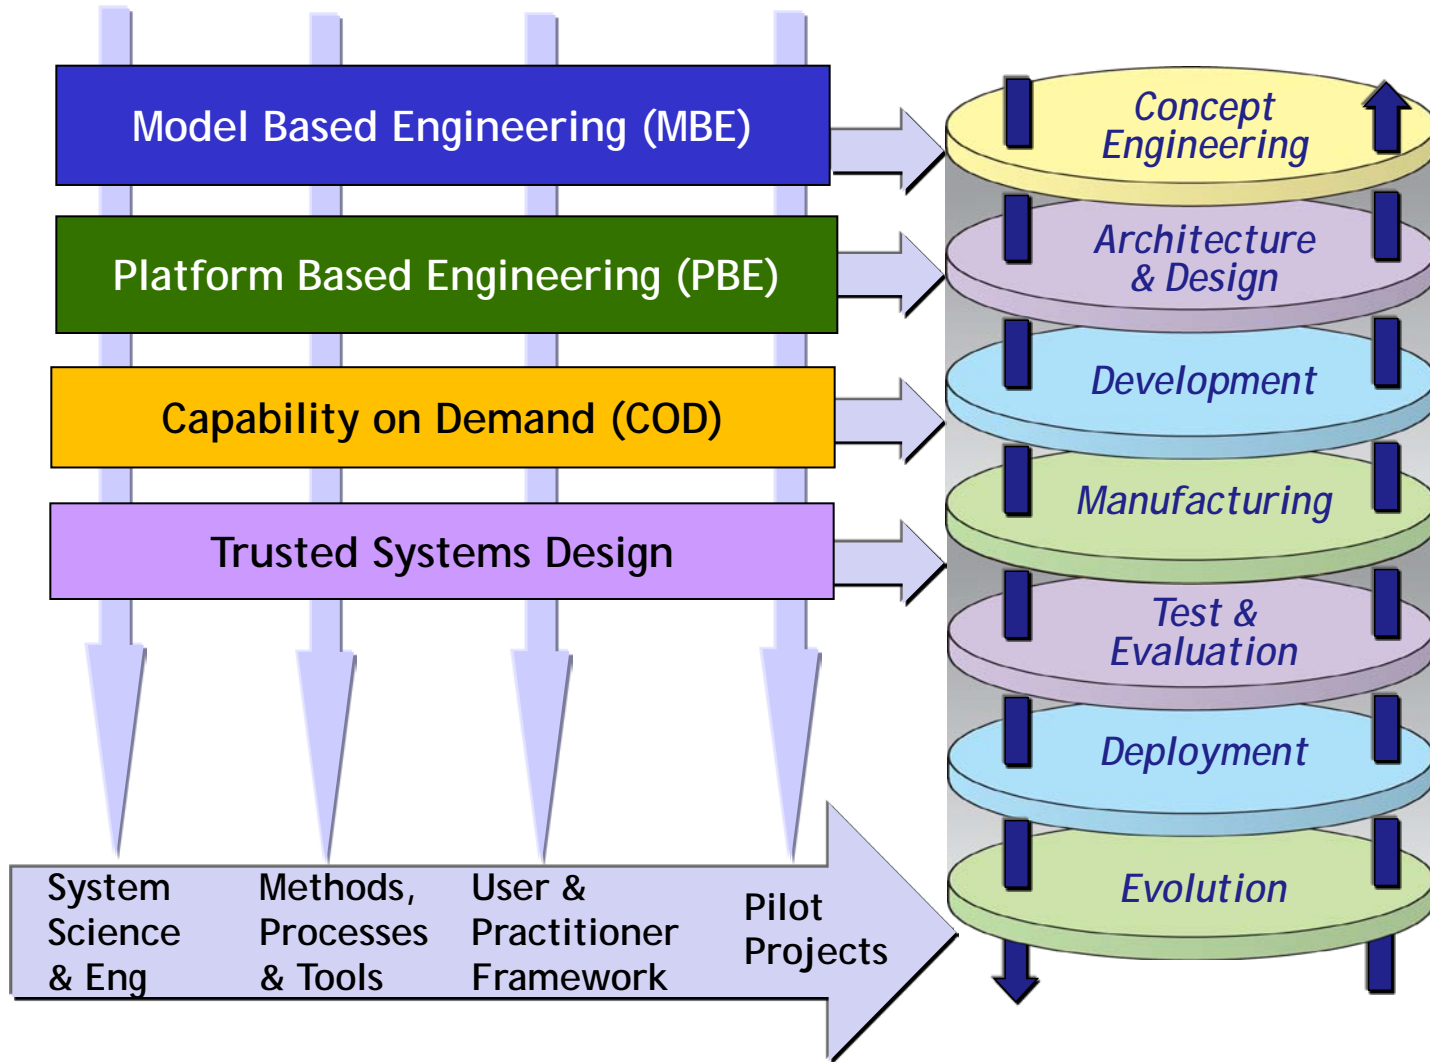 Model Based Engineering (MBE)
Platform Based Engineering (PBE)
Capability on Demand (COD)
Trusted Systems Design
System
Science
& Eng
Methods,
Processes
& Tools
User &
Practitioner
Framework
Pilot
Projects
Concept
Engineering
Architecture
& Design
Development
Manufacturing
Test &
Evaluation
Deployment
Evolution